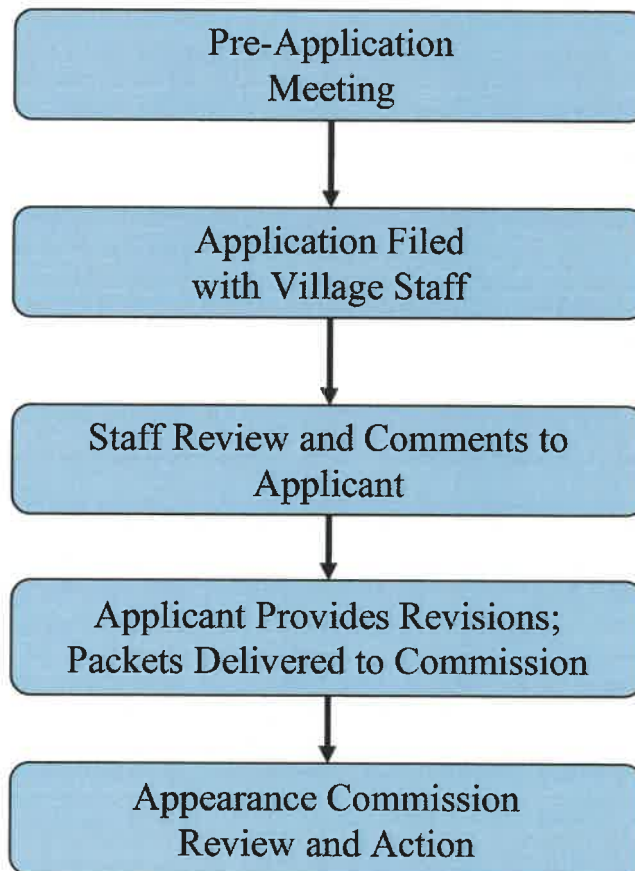 Pre-Application
Meeting
Application Filed
with Village Staff
Staff Review and Comments to
Applicant
Applicant Provides Revisions;
Packets Delivered to Commission
Appearance Commission
Review and Action